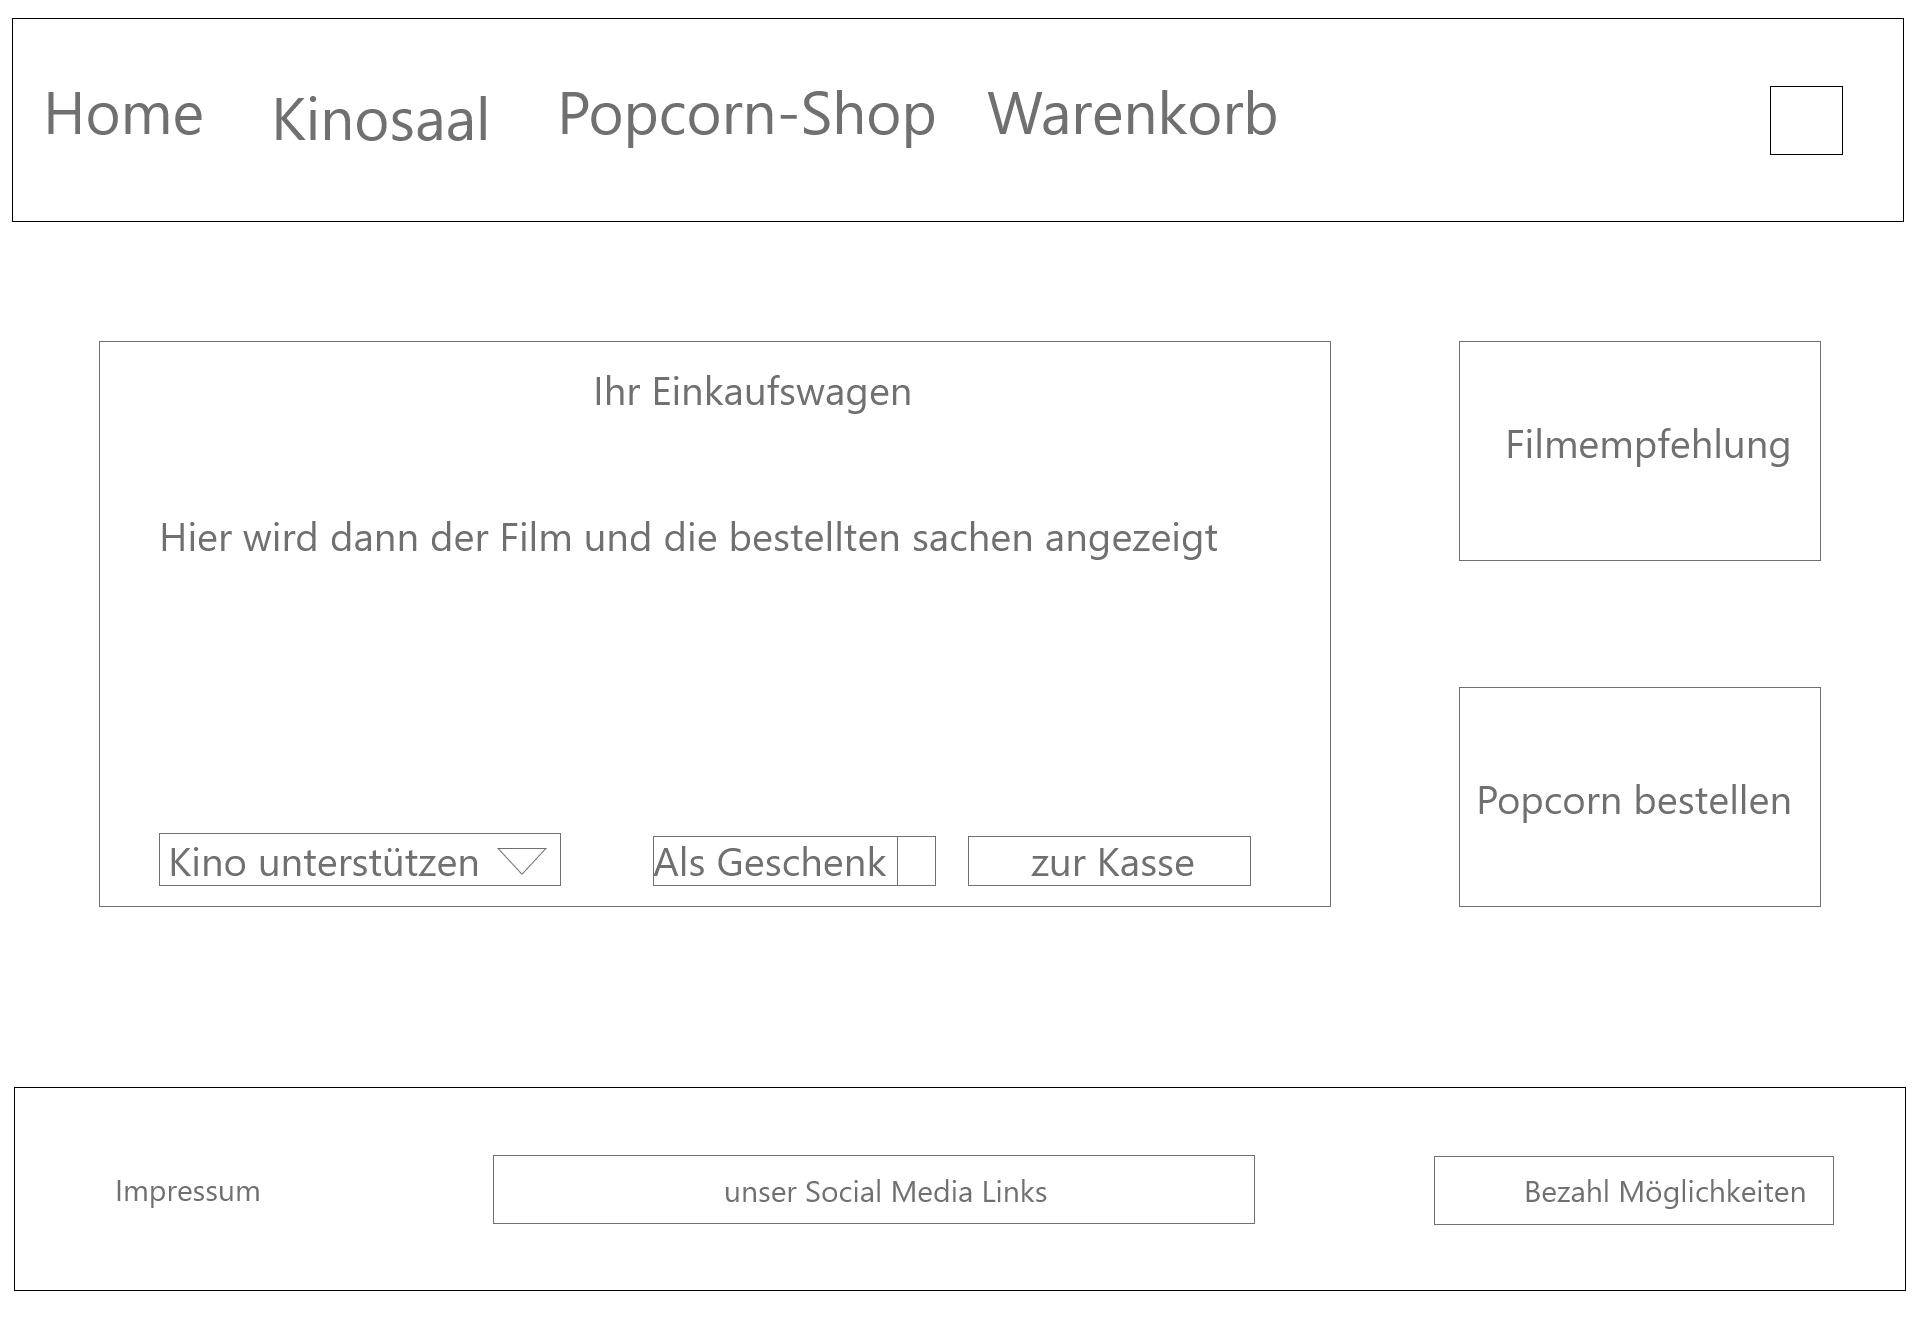 Home Kinosaal Popcorn-Shop Warenkorb
Ihr Einkaufswagen
Hier wird dann der Film und die bestellten sachen angezeigt
Kino unterstützen
Als Geschenk
zur Kasse
Filmempfehlung
Popcorn bestellen
Impressum
unser Social Media Links
Bezahl Möglichkeiten